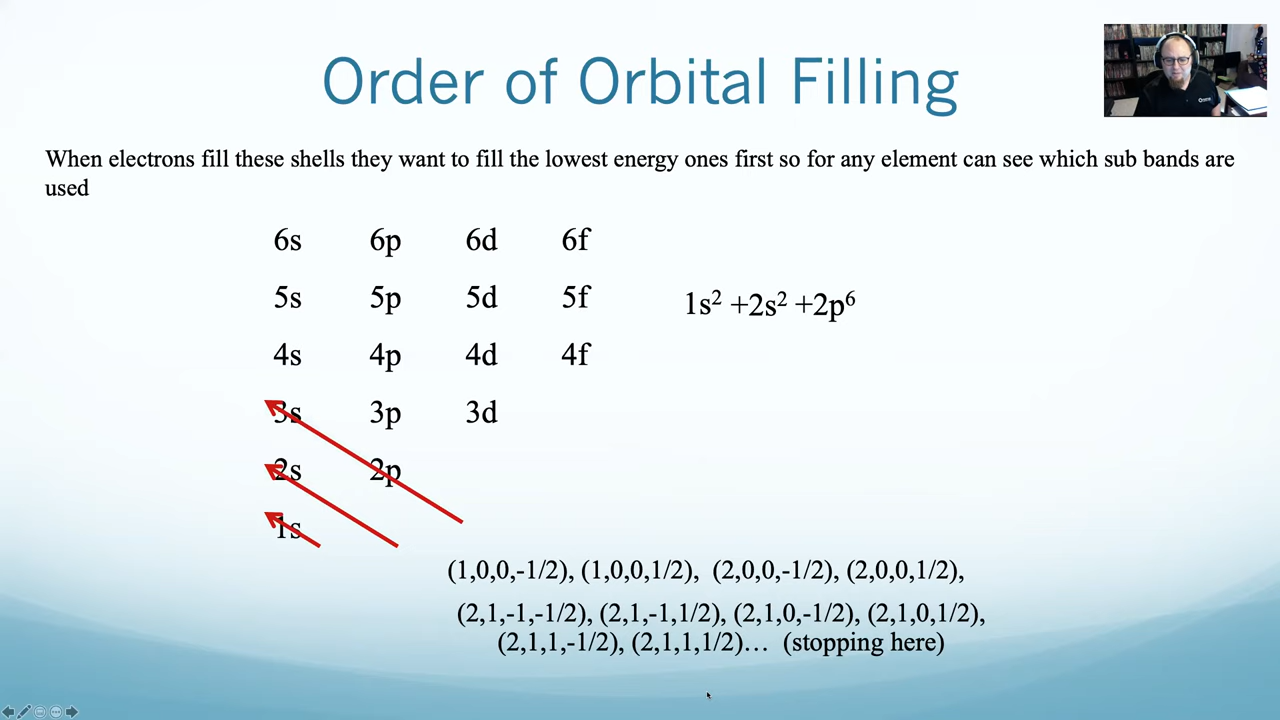 Order of Orbital Filling
When electrons fill these shells they want to fill the lowest energy ones first so for any element can see which sub bands are
used
6s 6p 6d 6f
5s 5p 5d 5f
1s² +2s² +2p⁶
4s 4p 4d 4f
3s 3p 3d
2s 2p
1s
(1,0,0,-1/2), (1,0,0,1/2), (2,0,0,-1/2), (2,0,0,1/2),
(2,1,-1,-1/2), (2,1,-1,1/2), (2,1,0,-1/2), (2,1,0,1/2),
(2,1,1,-1/2), (2,1,1,1/2)… (stopping here)